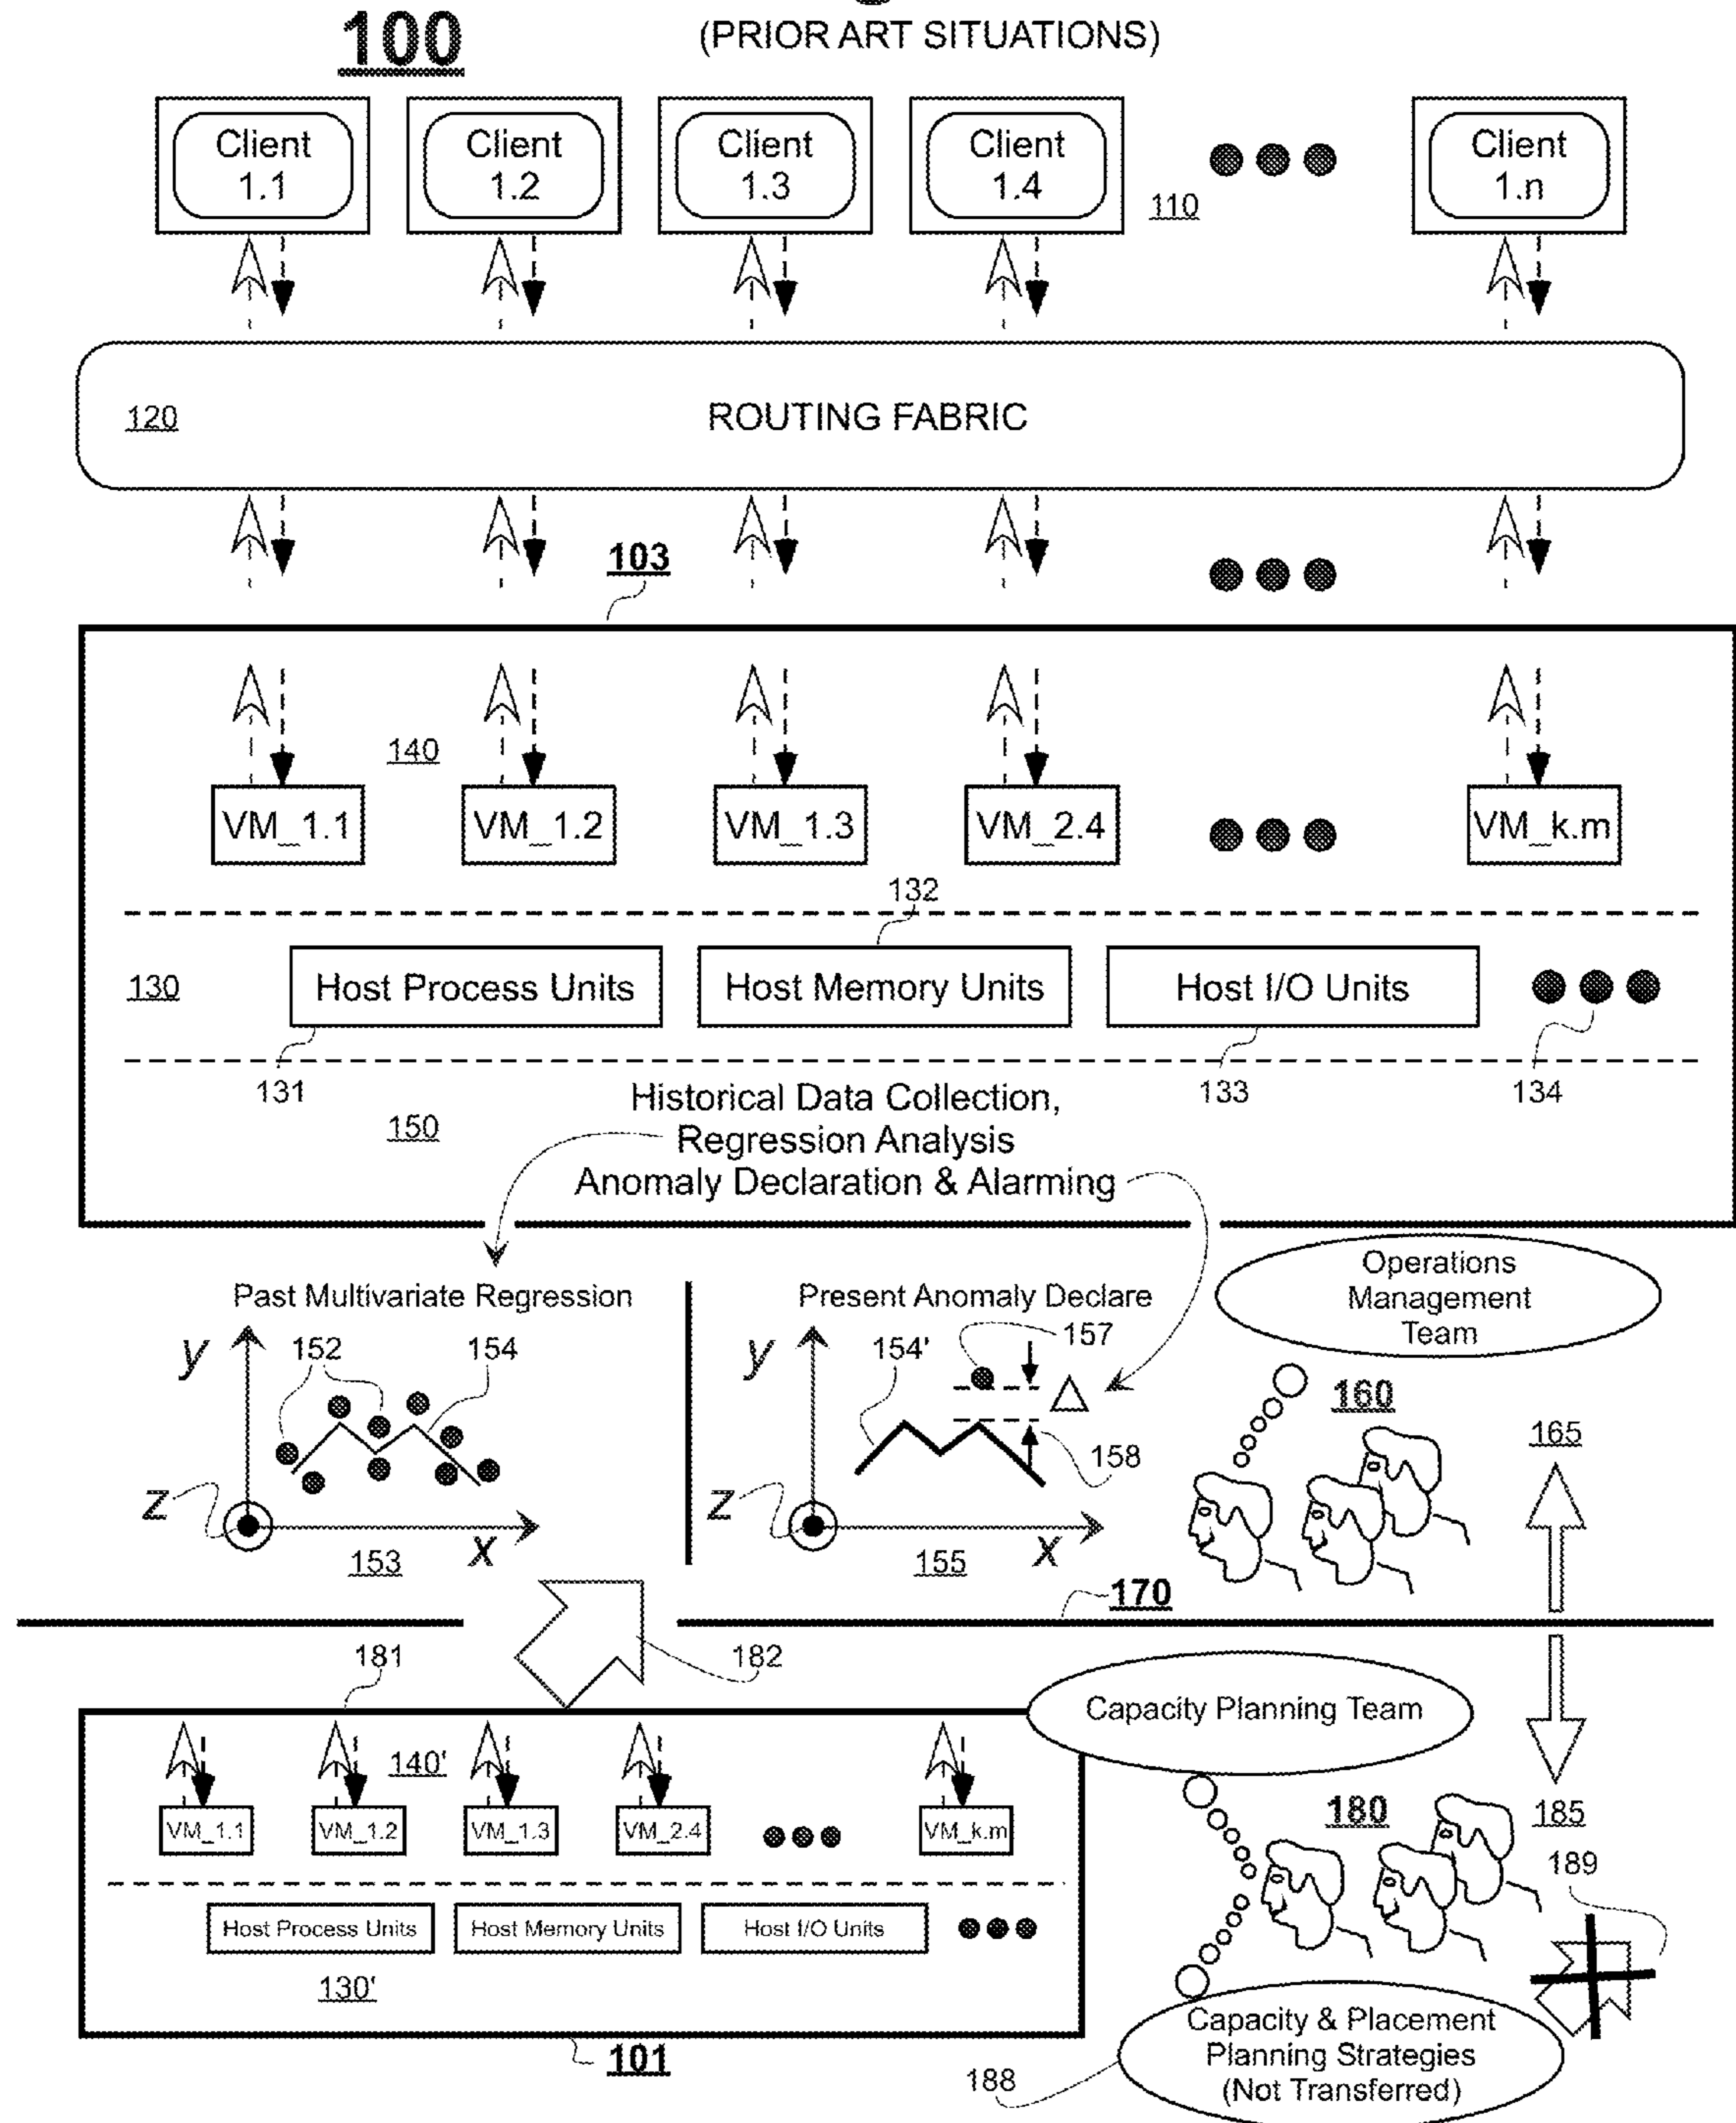 100
(PRIOR ART SITUATIONS)
Client
1.1
Client
1.2
Client
1.3
Client
1.4
Client
1.n
110
120
ROUTING FABRIC
103
140
VM_1.1
VM_1.2
VM_1.3
VM_2.4
VM_k.m
132
130
Host Process Units
Host Memory Units
Host I/O Units
131
133
134
150
Historical Data Collection,
Regression Analysis
Anomaly Declaration & Alarming
Operations
Management
Team
Past Multivariate Regression
Present Anomaly Declare
y
152
154
y
154'
157
160
165
158
z
153
x
z
155
x
170
181
182
Capacity Planning Team
140'
VM_1.1
VM_1.2
VM_1.3
VM_2.4
VM_k.m
180
185
189
Host Process Units
Host Memory Units
Host I/O Units
130'
101
188
Capacity & Placement
Planning Strategies
(Not Transferred)